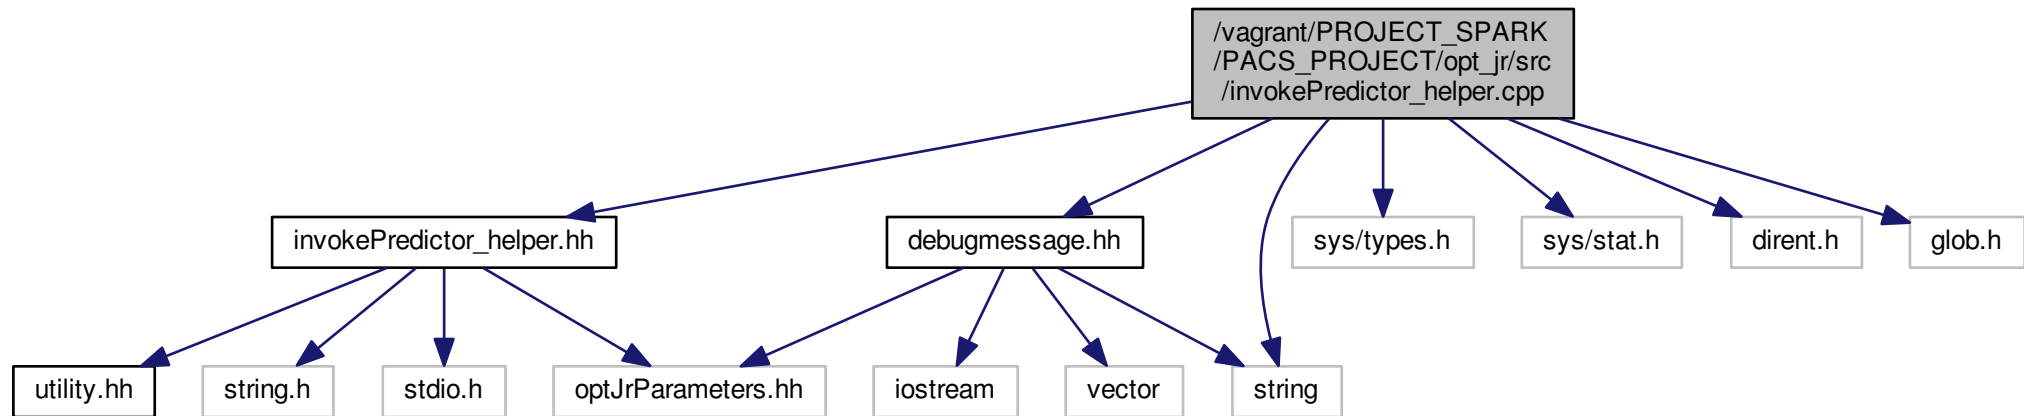 /vagrant/PROJECT_SPARK
/PACS_PROJECT/opt_jr/src
/invokePredictor_helper.cpp
invokePredictor_helper.hh
debugmessage.hh
sys/types.h
sys/stat.h
dirent.h
glob.h
utility.hh
string.h
stdio.h
optJrParameters.hh
iostream
vector
string